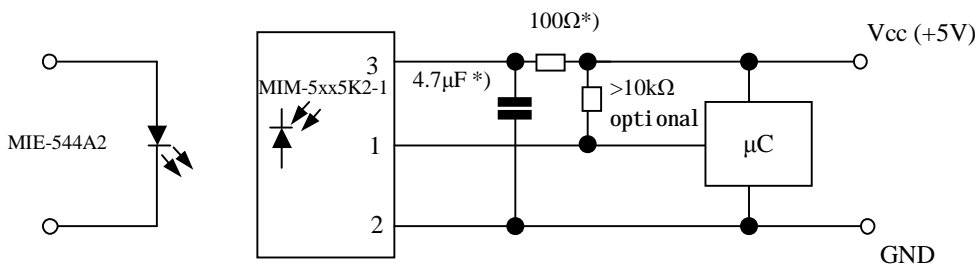 100Ω*)
Vcc (+5V)
3
MIM-5xx5K2-1
4.7μF *)
>10kΩ
optional
MIE-544A2
1
μC
2
GND